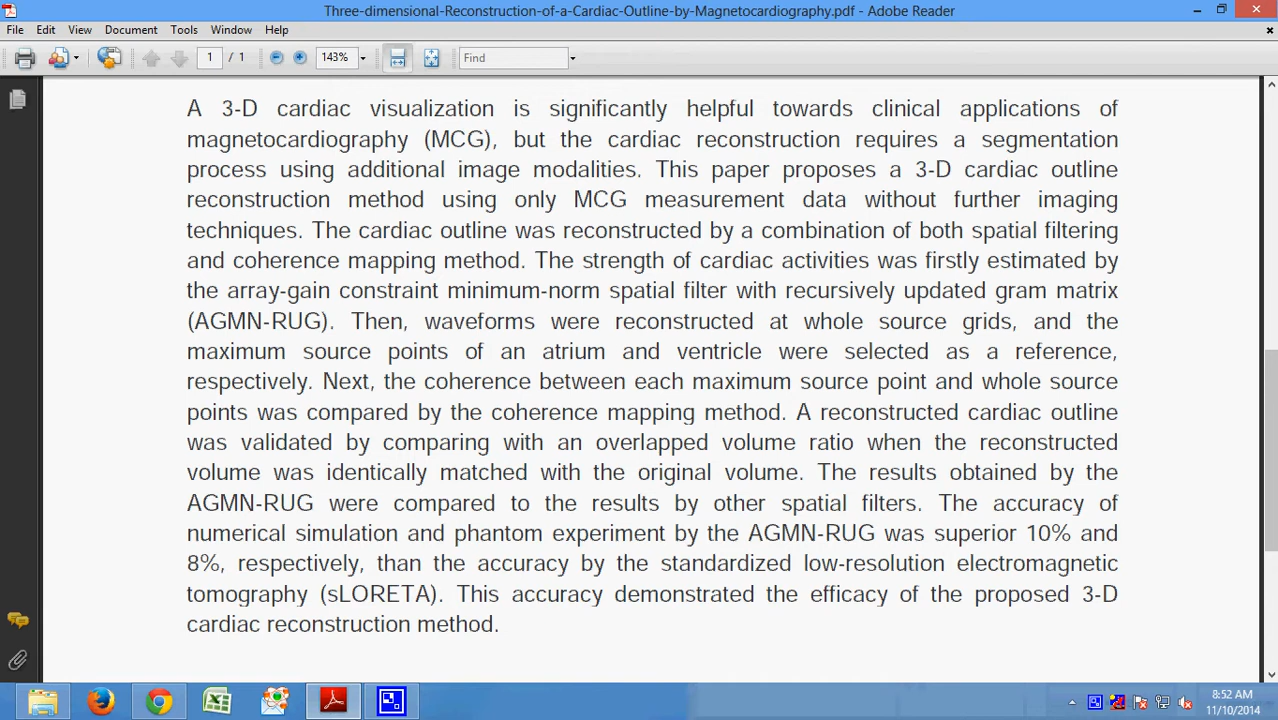 Three-dimensional-Reconstruction-of-a-Cardiac-Outline-by-Magnetocardiography.pdf - Adobe Reader
File Edit View Document Tools Window Help
1 / 1 143% Find
A 3-D cardiac visualization is significantly helpful towards clinical applications of
magnetocardiography (MCG), but the cardiac reconstruction requires a segmentation
process using additional image modalities. This paper proposes a 3-D cardiac outline
reconstruction method using only MCG measurement data without further imaging
techniques. The cardiac outline was reconstructed by a combination of both spatial filtering
and coherence mapping method. The strength of cardiac activities was firstly estimated by
the array-gain constraint minimum-norm spatial filter with recursively updated gram matrix
(AGMN-RUG). Then, waveforms were reconstructed at whole source grids, and the
maximum source points of an atrium and ventricle were selected as a reference,
respectively. Next, the coherence between each maximum source point and whole source
points was compared by the coherence mapping method. A reconstructed cardiac outline
was validated by comparing with an overlapped volume ratio when the reconstructed
volume was identically matched with the original volume. The results obtained by the
AGMN-RUG were compared to the results by other spatial filters. The accuracy of
numerical simulation and phantom experiment by the AGMN-RUG was superior 10% and
8%, respectively, than the accuracy by the standardized low-resolution electromagnetic
tomography (sLORETA). This accuracy demonstrated the efficacy of the proposed 3-D
cardiac reconstruction method.
8:52 AM
11/10/2014